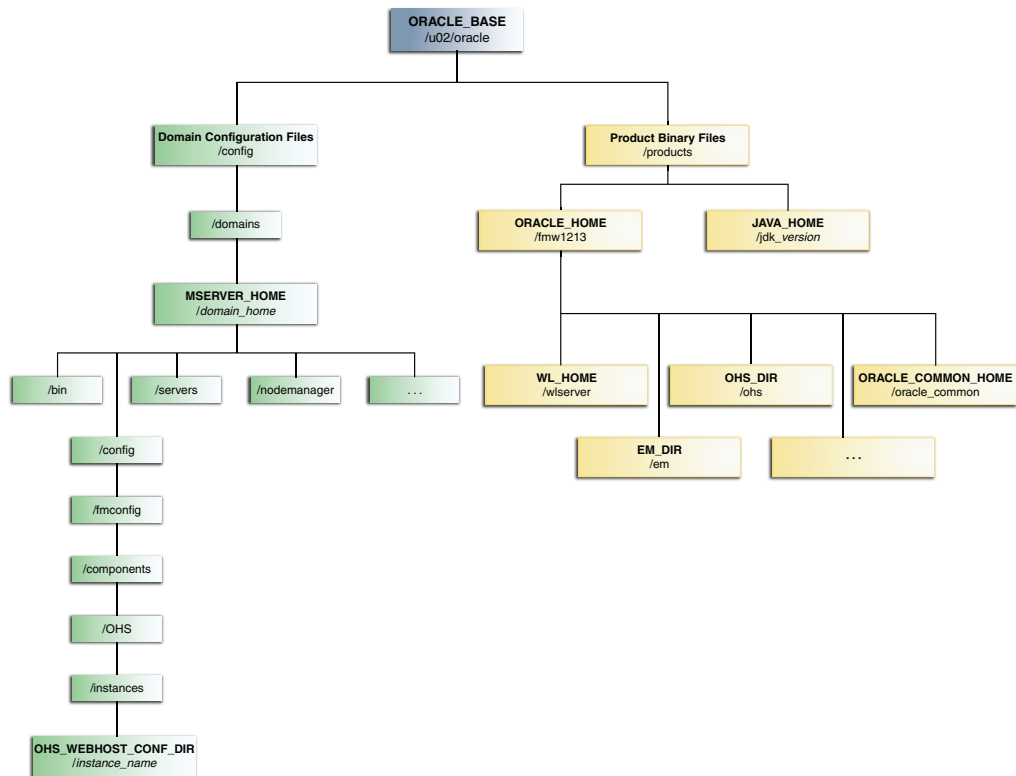 ORACLE_BASE
/u02/oracle
Domain Configuration Files
/config
Product Binary Files
/products
/domains
ORACLE_HOME
/fmw1213
JAVA_HOME
/jdk_version
MSERVER_HOME
/domain_home
/bin
/servers
/nodemanager
. . .
WL_HOME
/wlserver
OHS_DIR
/ohs
ORACLE_COMMON_HOME
/oracle_common
/config
EM_DIR
/em
. . .
/fmconfig
/components
/OHS
/instances
OHS_WEBHOST_CONF_DIR
/instance_name